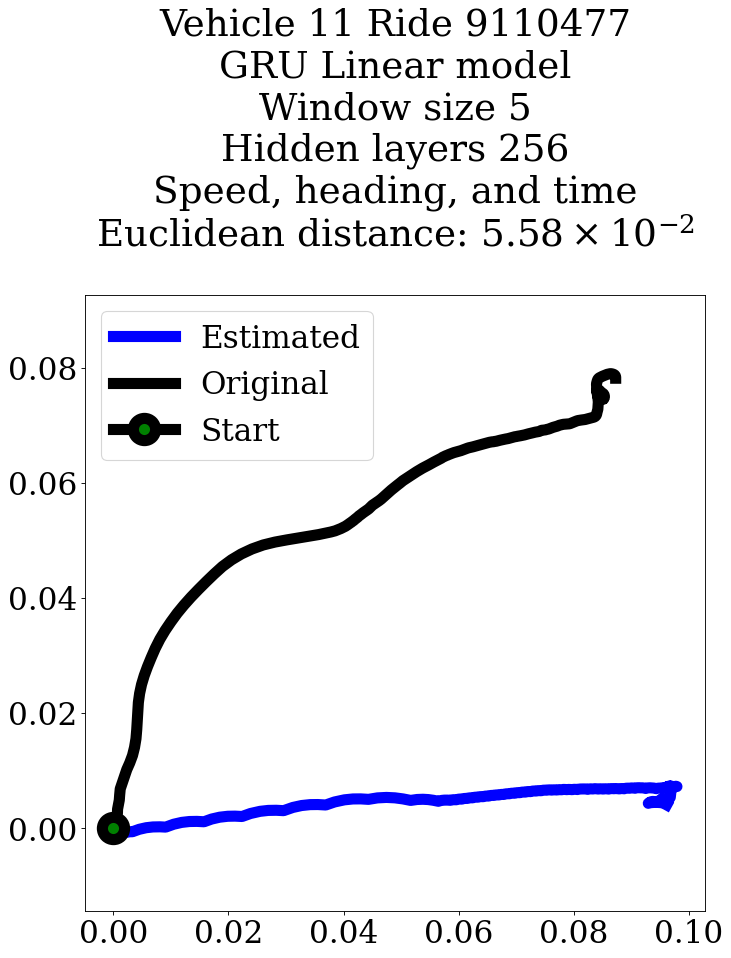 Vehicle 11 Ride 9110477
GRU Linear model
Window size 5
Hidden layers 256
Speed, heading, and time
Euclidean distance: 5.58 × 10⁻²
Estimated
Original
Start
0.08
0.06
0.04
0.02
0.00
0.00 0.02 0.04 0.06 0.08 0.10